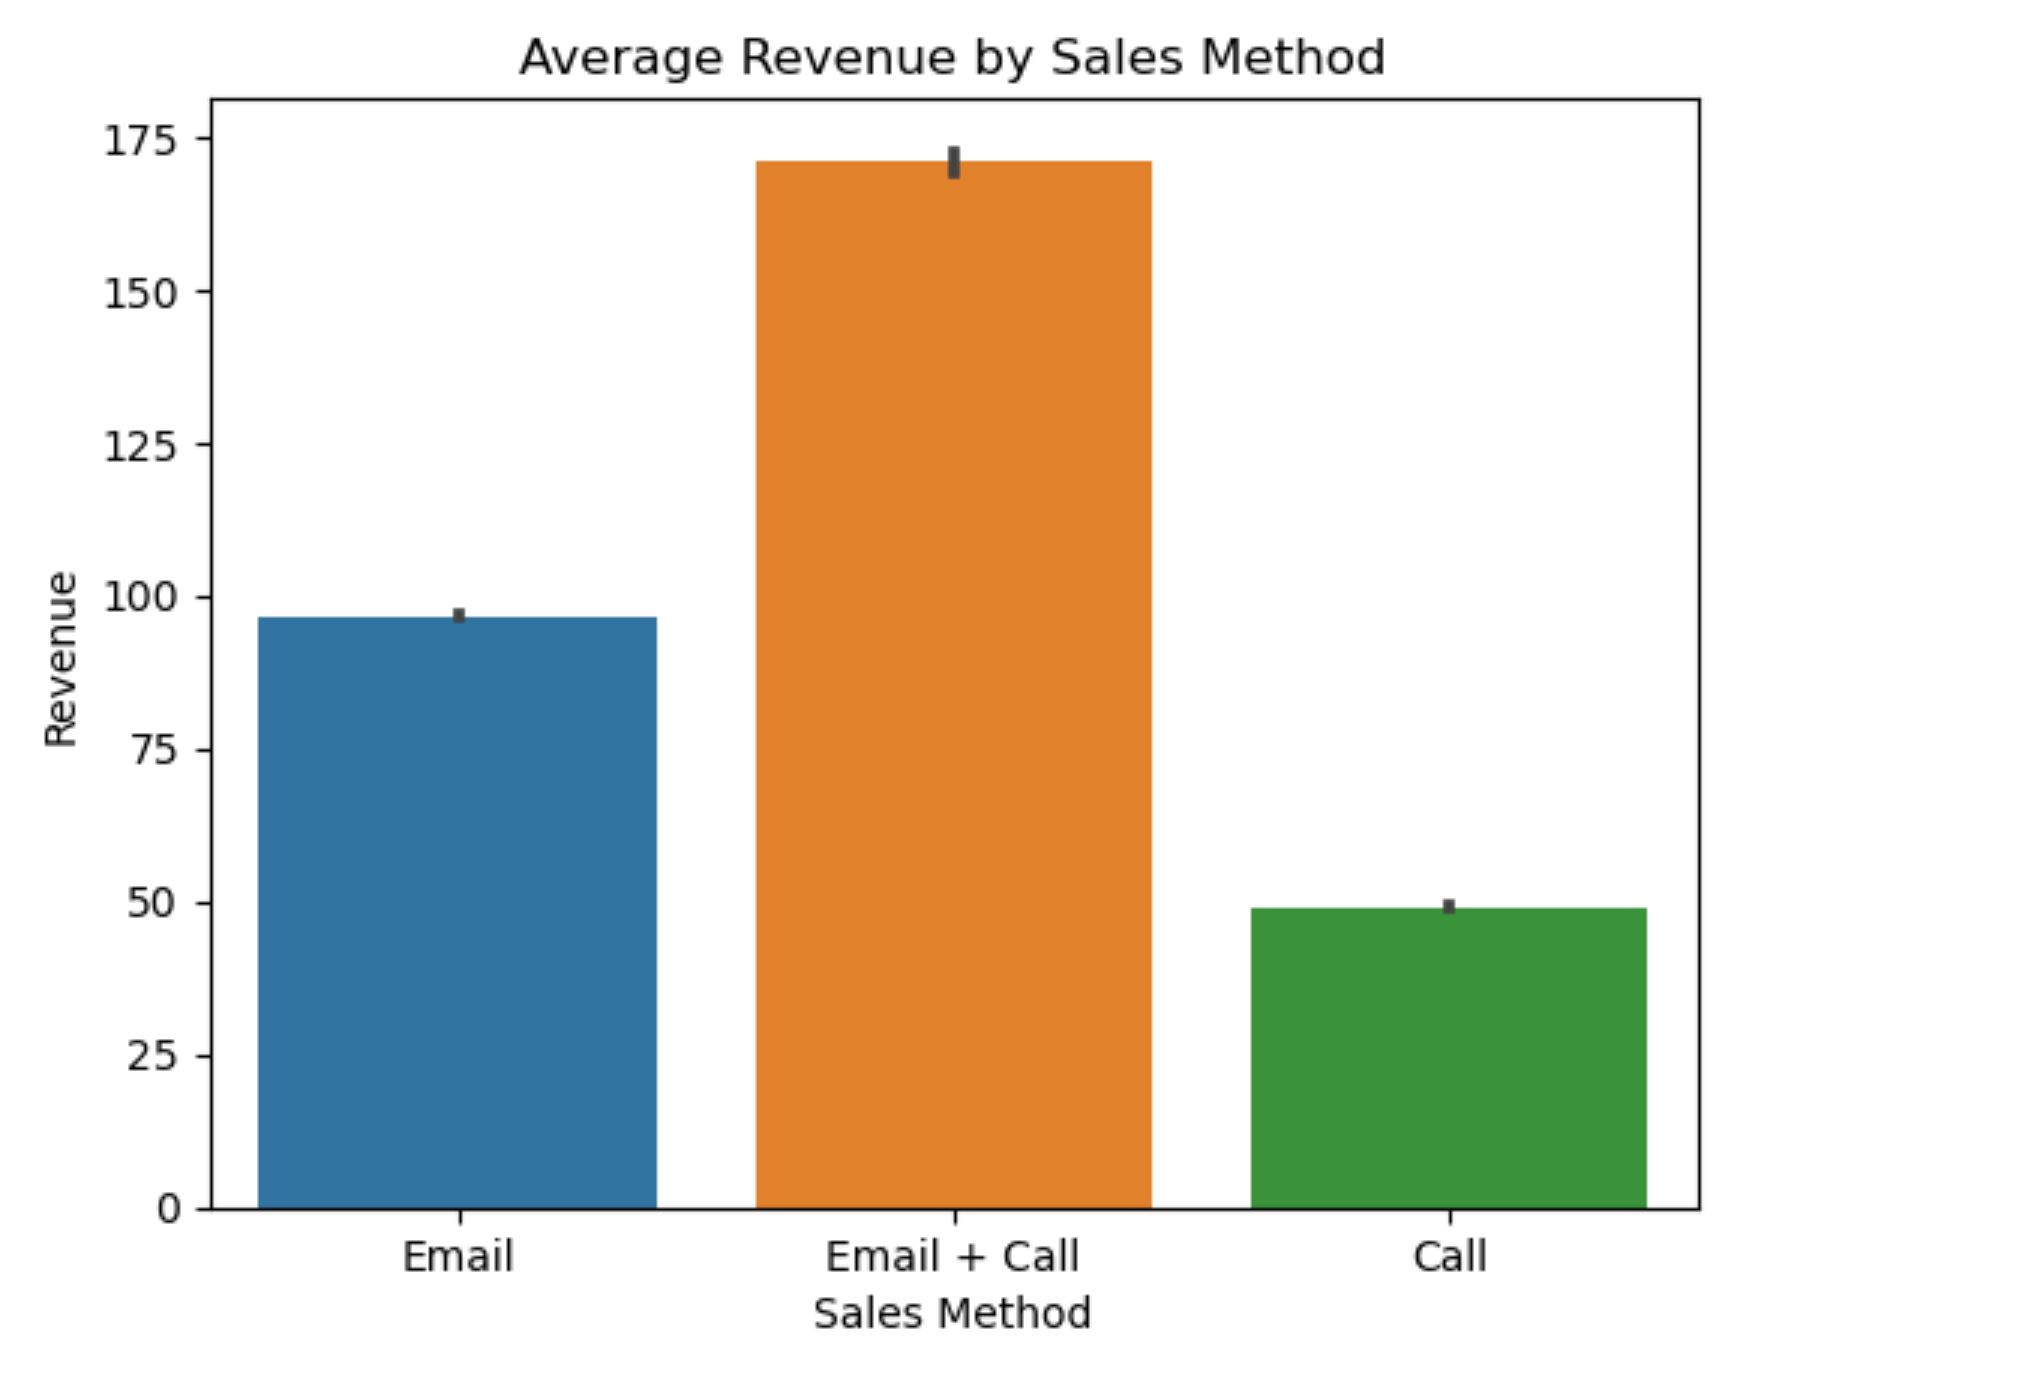 Average Revenue by Sales Method
175
150
125
100
75
50
25
0
Revenue
Email
Email + Call
Call
Sales Method